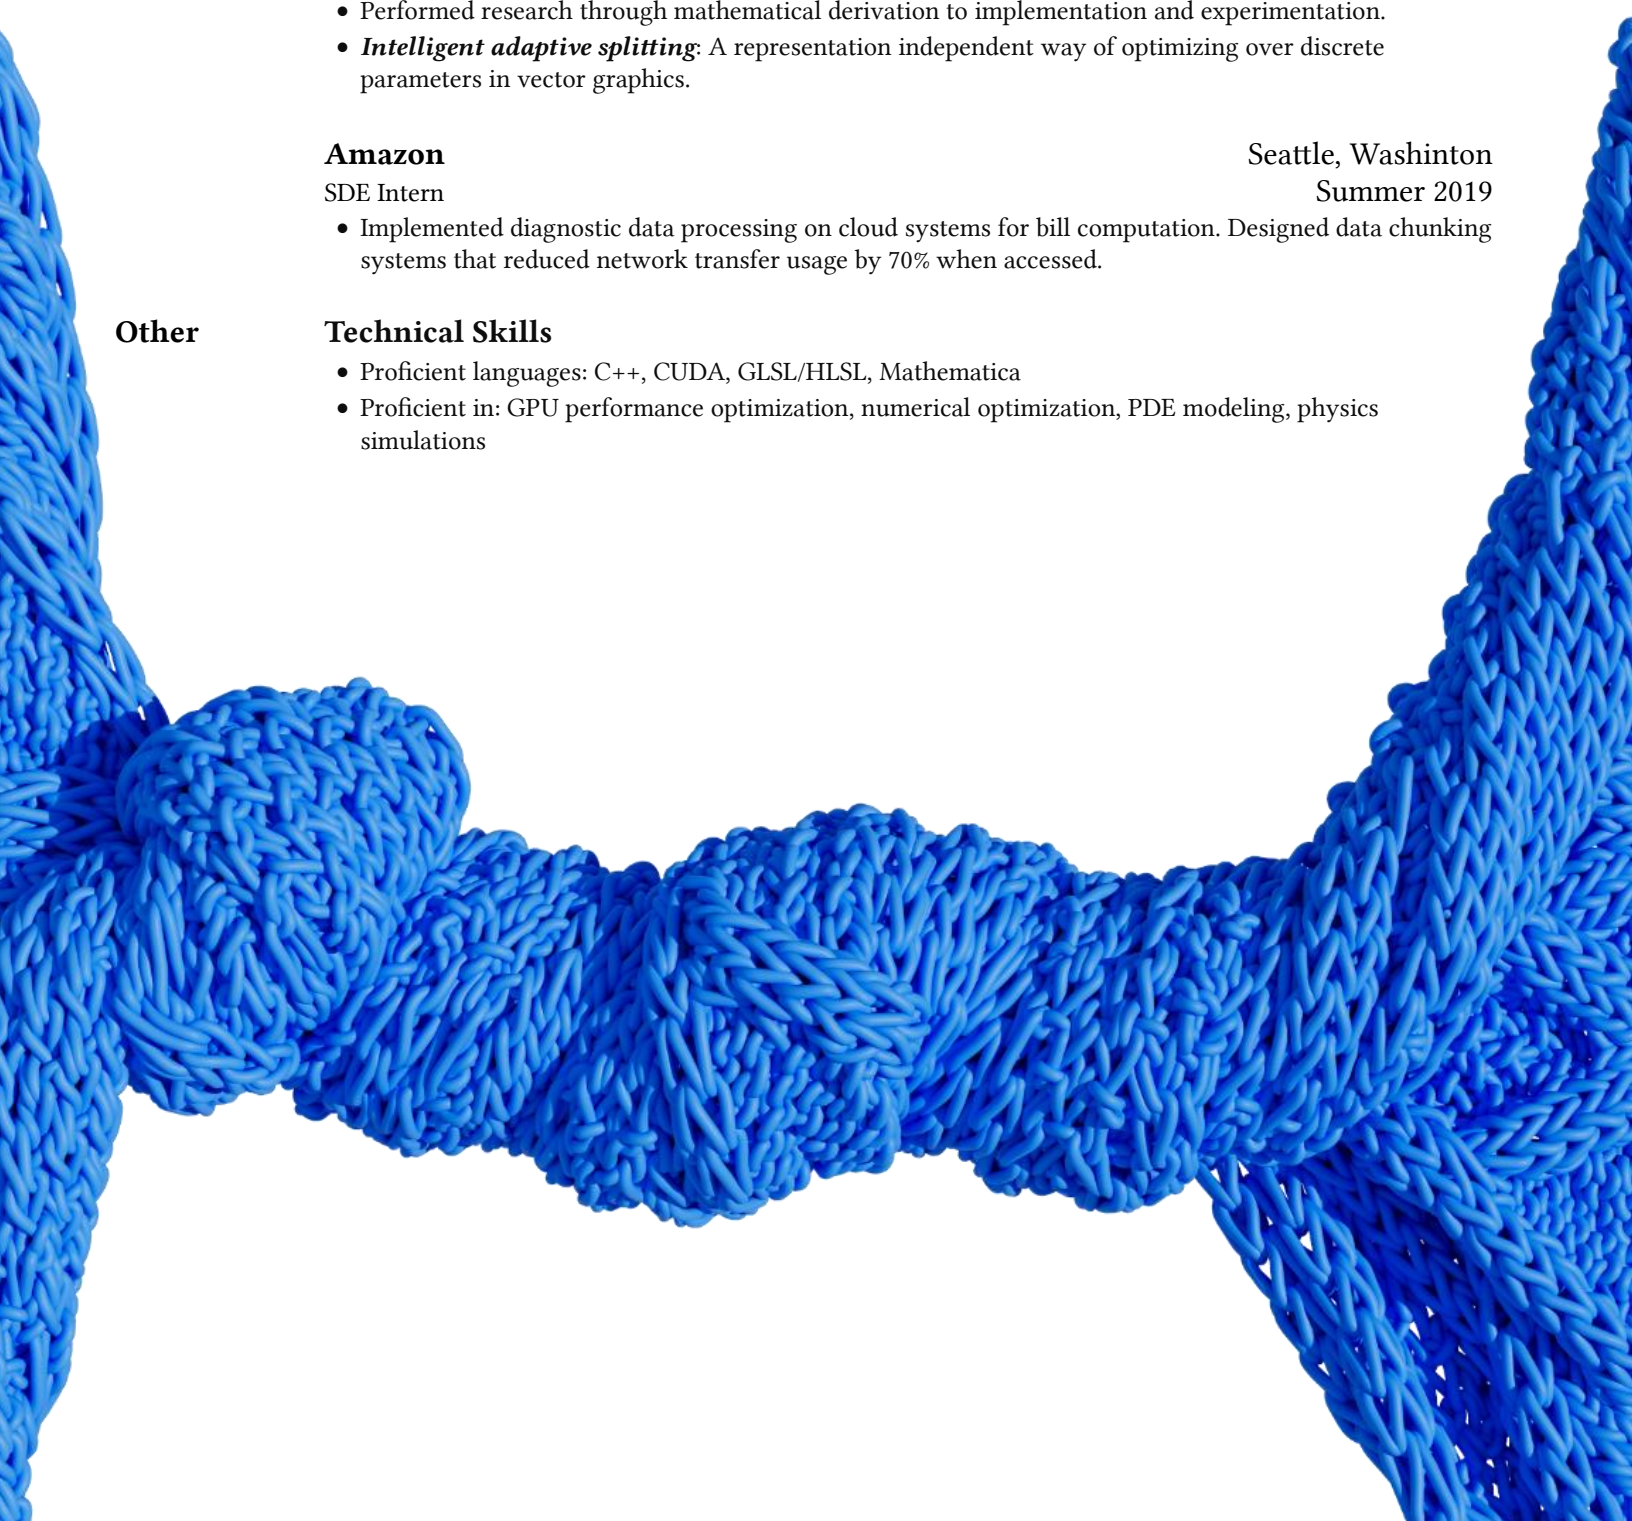 • Performed research through mathematical derivation to implementation and experimentation.
• Intelligent adaptive splitting: A representation independent way of optimizing over discrete
parameters in vector graphics.
Amazon Seattle, Washinton
SDE Intern Summer 2019
• Implemented diagnostic data processing on cloud systems for bill computation. Designed data chunking
systems that reduced network transfer usage by 70% when accessed.
Other Technical Skills
• Proficient languages: C++, CUDA, GLSL/HLSL, Mathematica
• Proficient in: GPU performance optimization, numerical optimization, PDE modeling, physics
simulations